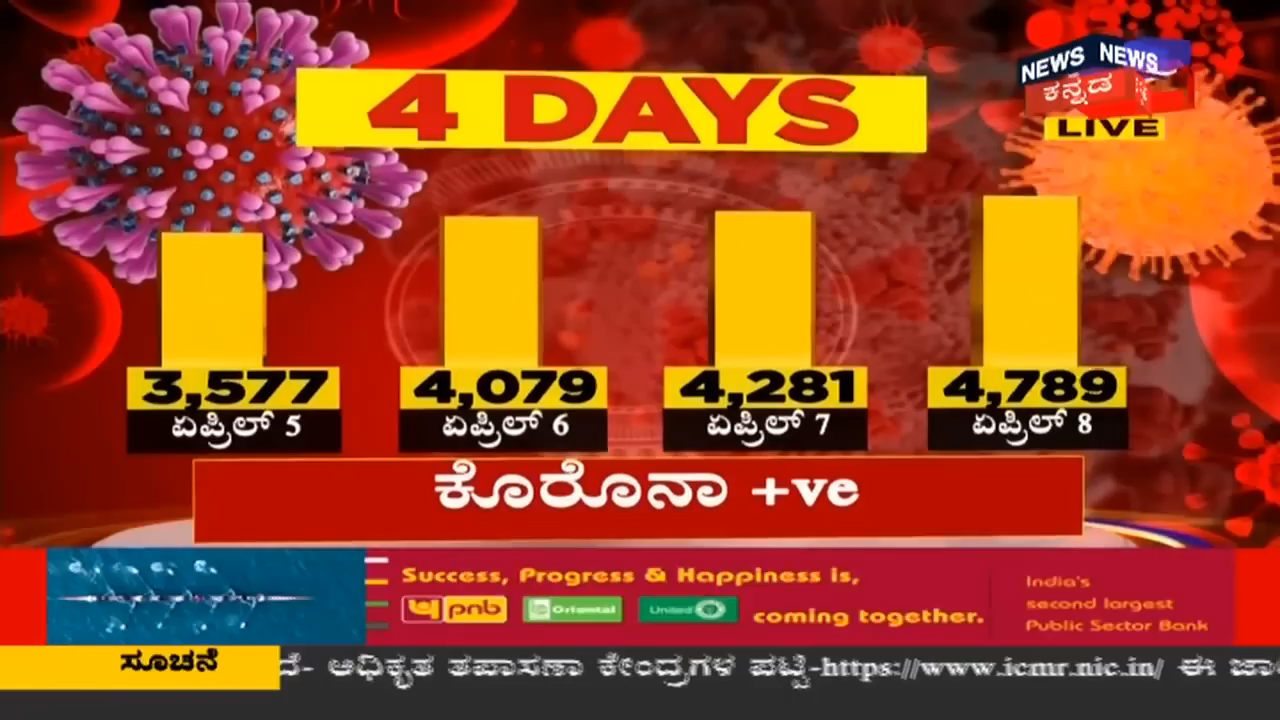 4 DAYS
NEWS NEWS
ಕನ್ನಡ
LIVE
3,577 4,079 4,281 4,789
ಏಪ್ರಿಲ್ 5 ಏಪ್ರಿಲ್ 6 ಏಪ್ರಿಲ್ 7 ಏಪ್ರಿಲ್ 8
ಕೊರೊನಾ +ve
Success, Progress & Happiness is,
pnb Oriental United coming together.
India's
second largest
Public Sector Bank
ಸೂಚನೆ ದೆ- ಅಧಿಕೃತ ತಪಾಸಣಾ ಕೇಂದ್ರಗಳ ಪಟ್ಟಿ-https://www.icmr.nic.in/ ಈ